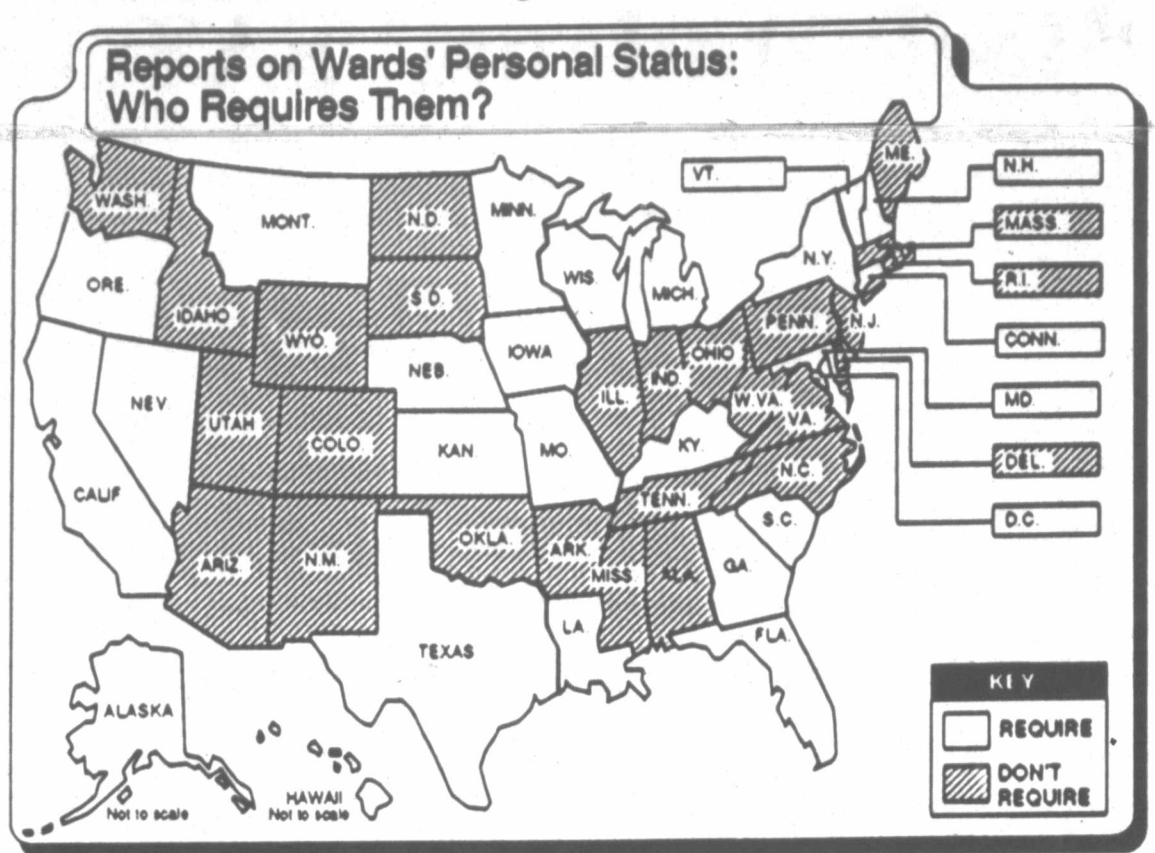 Reports on Wards' Personal Status:
Who Requires Them?
WASH.
MONT.
N.D.
MINN.
VT.
ME.
N.H.
MASS.
R.I.
CONN.
MD.
DEL.
D.C.
ORE.
IDAHO
WYO.
S.D.
WIS.
MICH.
N.Y.
PENN.
N.J.
NEV.
UTAH
COLO.
NEB.
IOWA
ILL.
IND.
OHIO
W.VA.
VA.
CALIF
KAN.
MO.
KY.
N.C.
TENN.
S.C.
ARIZ.
N.M.
OKLA.
ARK.
MISS.
ALA.
GA.
TEXAS
LA.
FLA.
ALASKA
Not to scale
HAWAII
Not to scale
KEY
REQUIRE
DON'T
REQUIRE